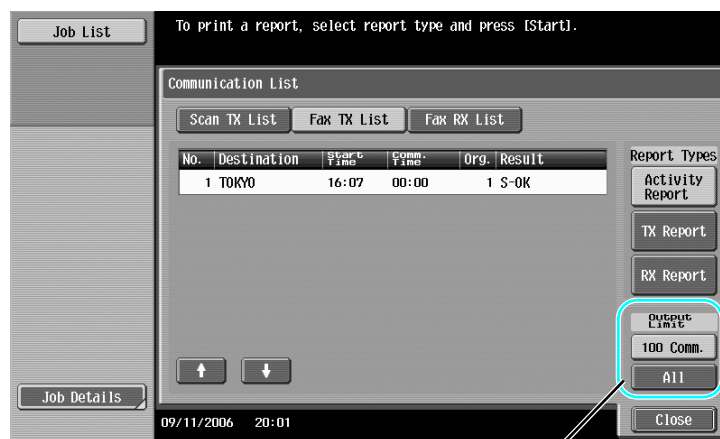 Job List
To print a report, select report type and press [Start].
Communication List
Scan TX List
Fax TX List
Fax RX List
No. Destination Start Time Comm. Time Org. Result
1 TOKYO 16:07 00:00 1 S-OK
Report Types
Activity
Report
TX Report
RX Report
Output
Limit
100 Comm.
All
Job Details
09/11/2006 20:01
Close